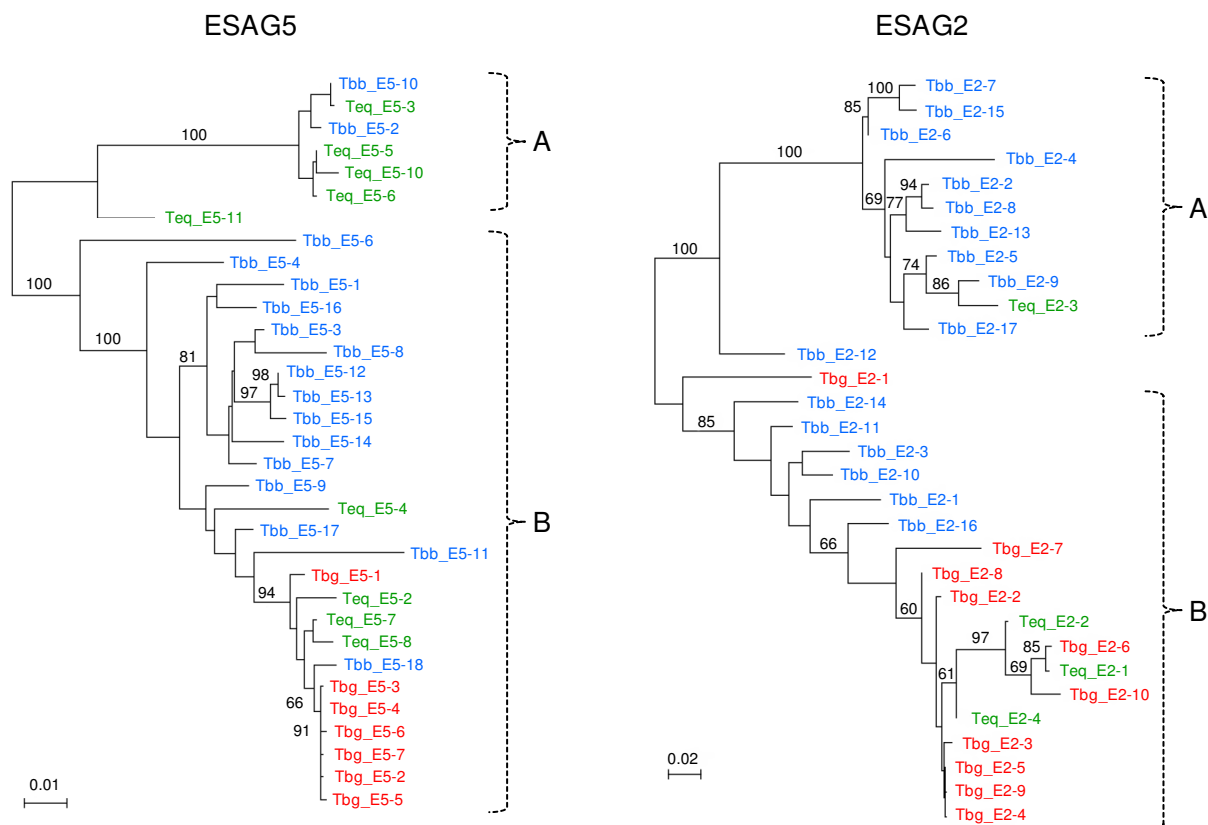 ESAG5
Tbb_E5-10
Teq_E5-3
Tbb_E5-2
100
Teq_E5-5
A
Teq_E5-10
Teq_E5-6
Teq_E5-11
Tbb_E5-6
Tbb_E5-4
100
Tbb_E5-1
Tbb_E5-16
100
Tbb_E5-3
81
Tbb_E5-8
98
Tbb_E5-12
97
Tbb_E5-13
Tbb_E5-15
Tbb_E5-14
Tbb_E5-7
Tbb_E5-9
Teq_E5-4
B
Tbb_E5-17
Tbb_E5-11
Tbg_E5-1
94
Teq_E5-2
Teq_E5-7
Teq_E5-8
Tbb_E5-18
Tbg_E5-3
66
Tbg_E5-4
91
Tbg_E5-6
Tbg_E5-7
Tbg_E5-2
Tbg_E5-5
0.01
ESAG2
Tbb_E2-7
100
85
Tbb_E2-15
Tbb_E2-6
100
Tbb_E2-4
94
Tbb_E2-2
69
77
Tbb_E2-8
A
Tbb_E2-13
100
Tbb_E2-5
74
Tbb_E2-9
86
Teq_E2-3
Tbb_E2-17
Tbb_E2-12
Tbg_E2-1
Tbb_E2-14
85
Tbb_E2-11
Tbb_E2-3
Tbb_E2-10
Tbb_E2-1
Tbb_E2-16
66
Tbg_E2-7
Tbg_E2-8
60
Tbg_E2-2
B
Teq_E2-2
97
85
Tbg_E2-6
69
Teq_E2-1
61
Tbg_E2-10
Teq_E2-4
Tbg_E2-3
Tbg_E2-5
Tbg_E2-9
Tbg_E2-4
0.02